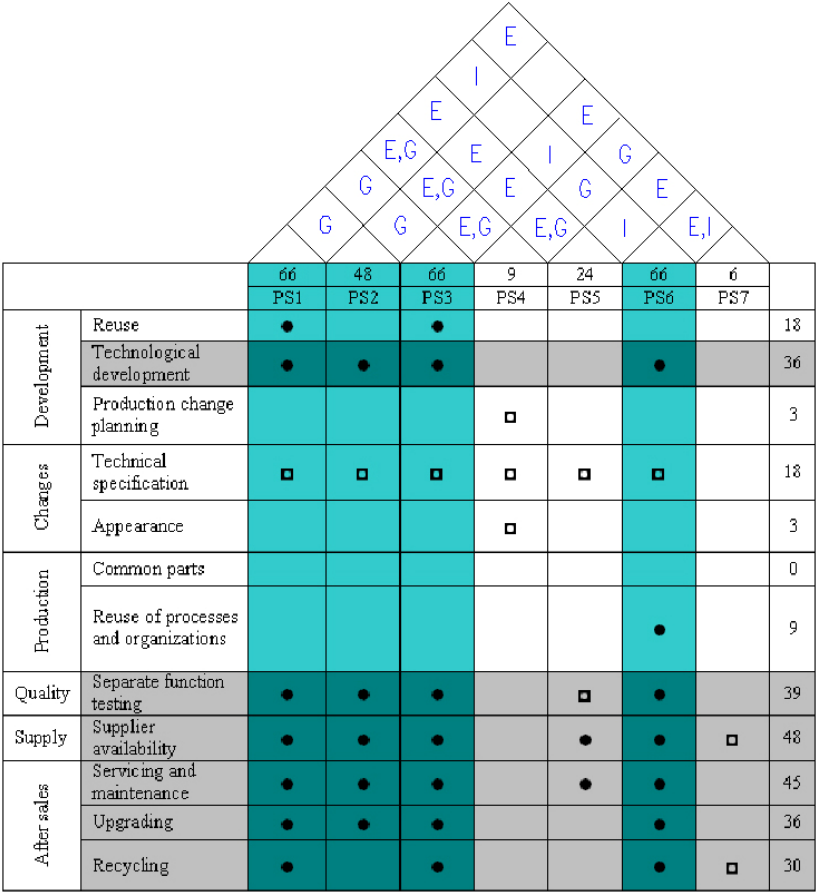 E
I
E E
E,G E I G
G E,G E G E
G G E,G E,G I E,I
66 48 66 9 24 66 6
PS1 PS2 PS3 PS4 PS5 PS6 PS7
Development
Reuse 18
Technological
development 36
Production change
planning 3
Changes
Technical
specification 18
Appearance 3
Production
Common parts 0
Reuse of processes
and organizations 9
Quality
Separate function
testing 39
Supply
Supplier
availability 48
After sales
Servicing and
maintenance 45
Upgrading 36
Recycling 30